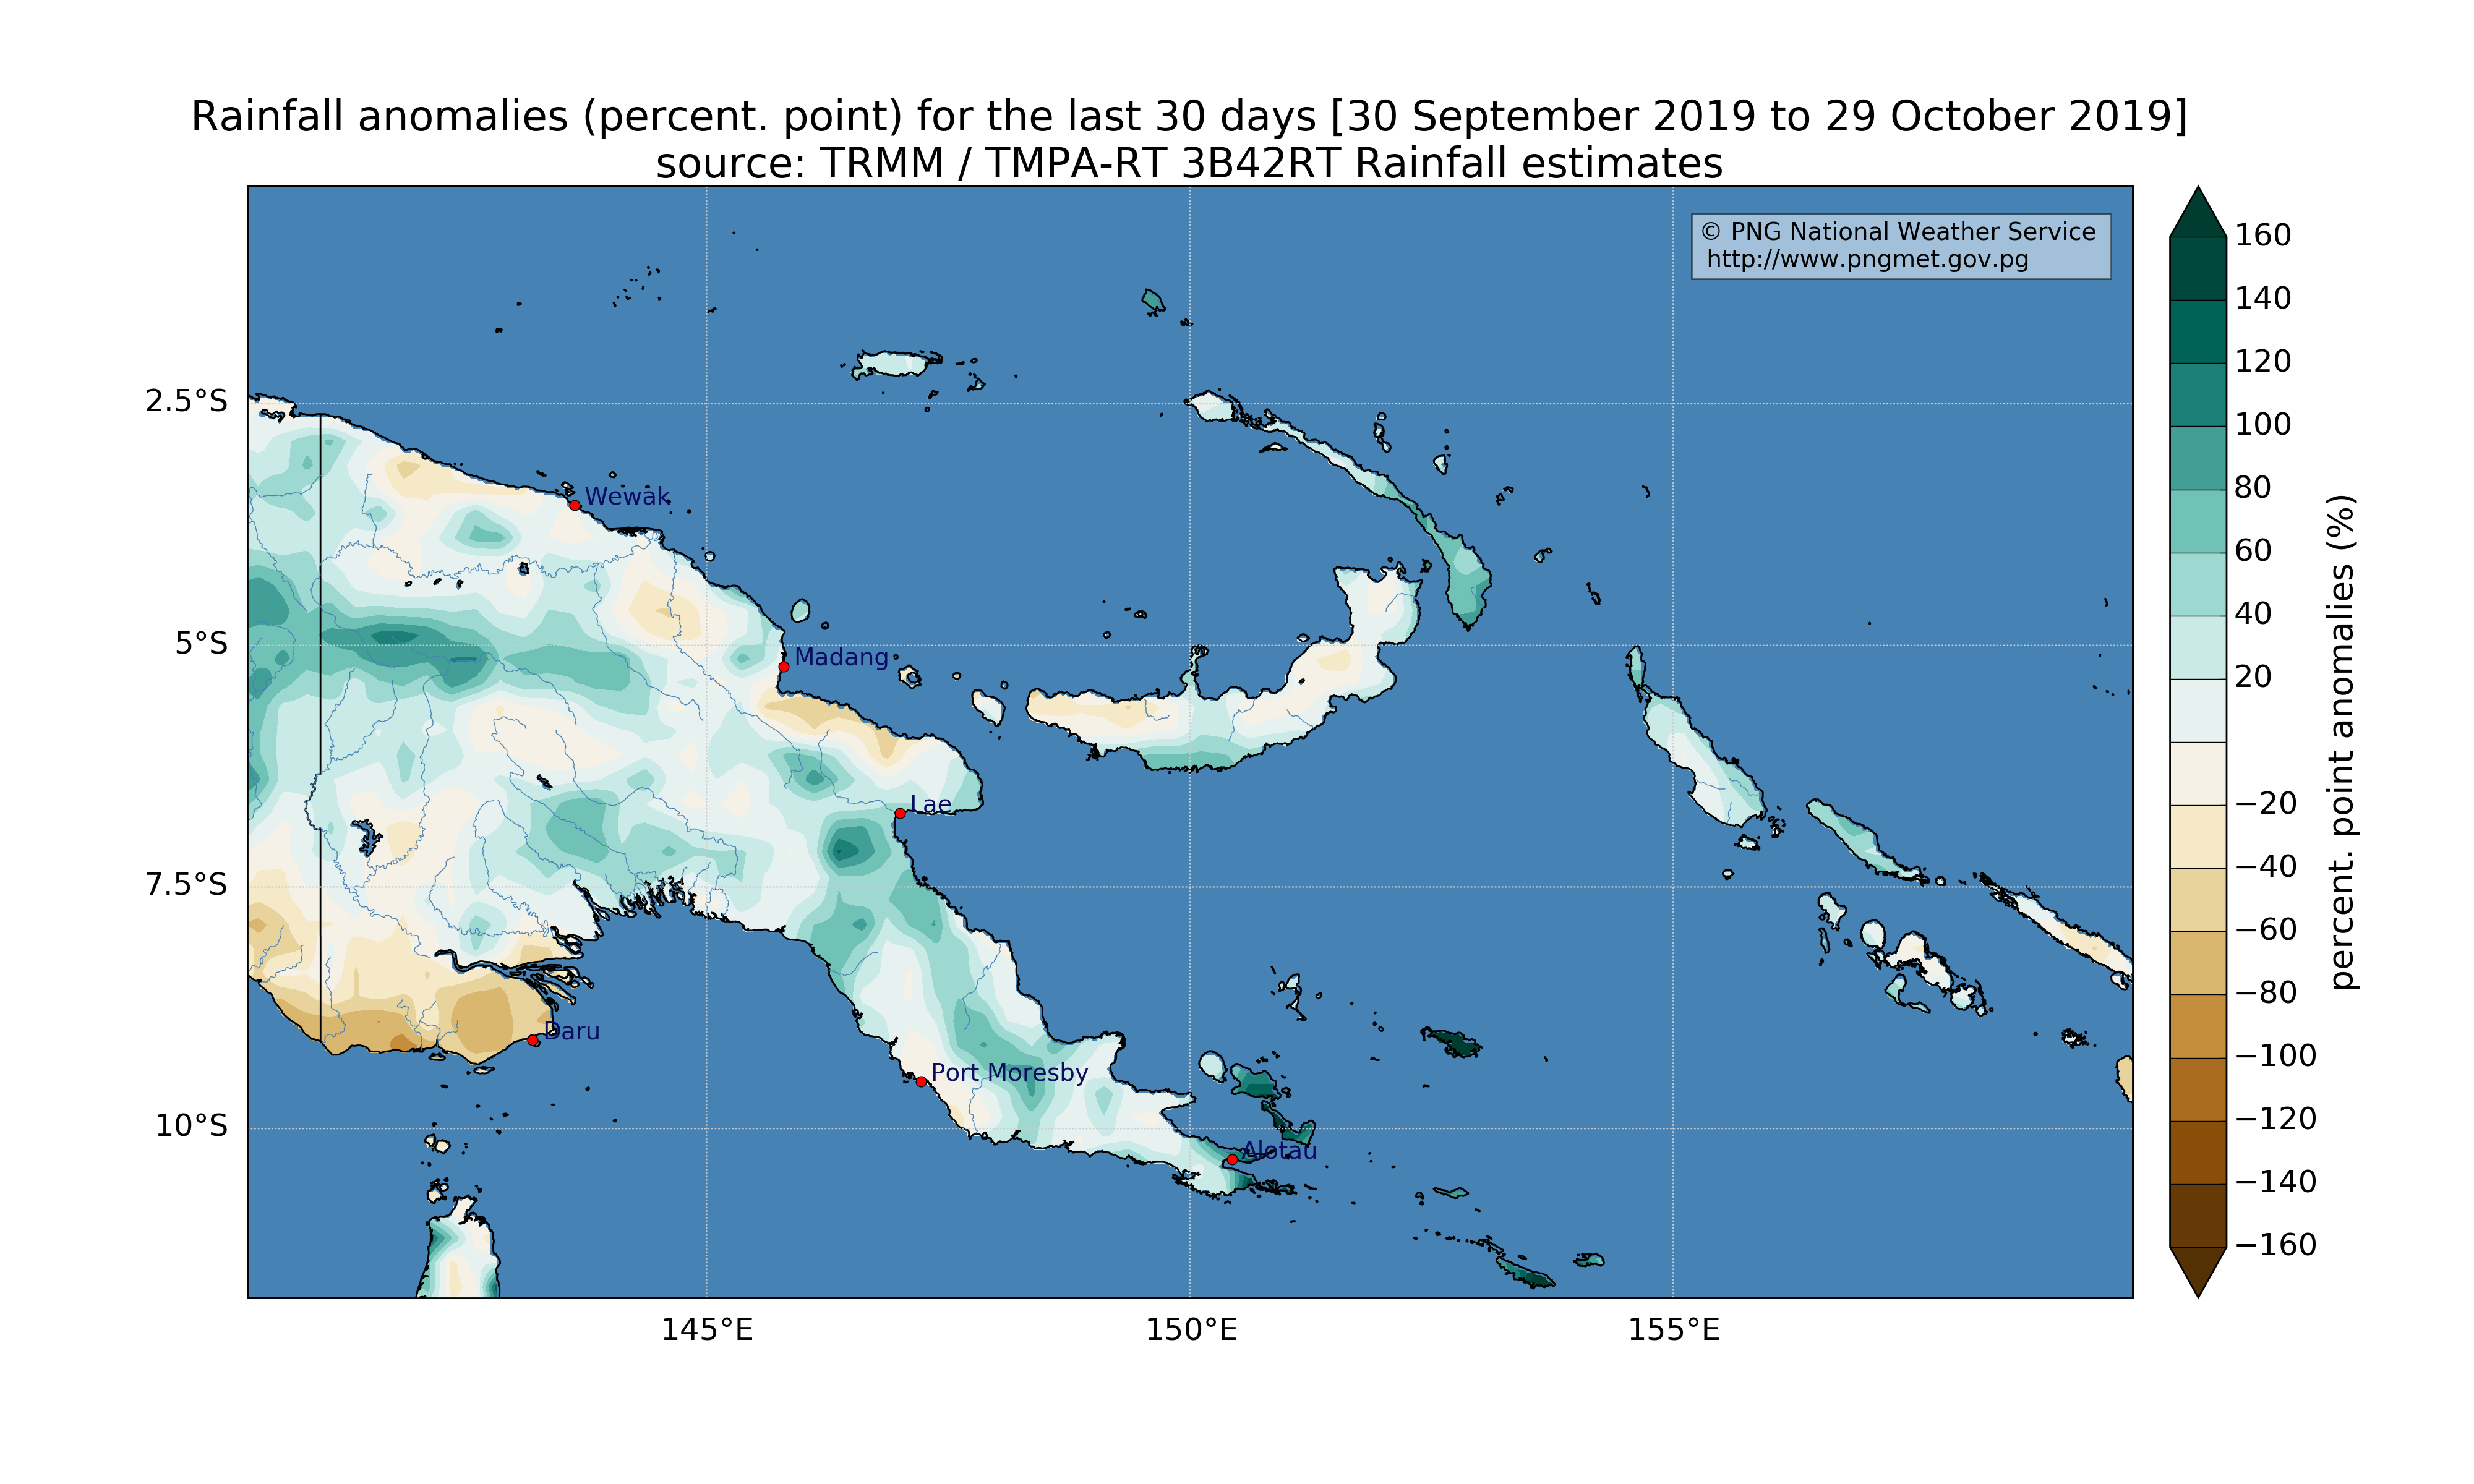 Rainfall anomalies (percent. point) for the last 30 days [30 September 2019 to 29 October 2019]
source: TRMM / TMPA-RT 3B42RT Rainfall estimates
© PNG National Weather Service
http://www.pngmet.gov.pg
2.5°S
5°S
7.5°S
10°S
145°E
150°E
155°E
Wewak
Madang
Lae
Daru
Port Moresby
Alotau
160
140
120
100
80
60
40
20
−20
−40
−60
−80
−100
−120
−140
−160
percent. point anomalies (%)